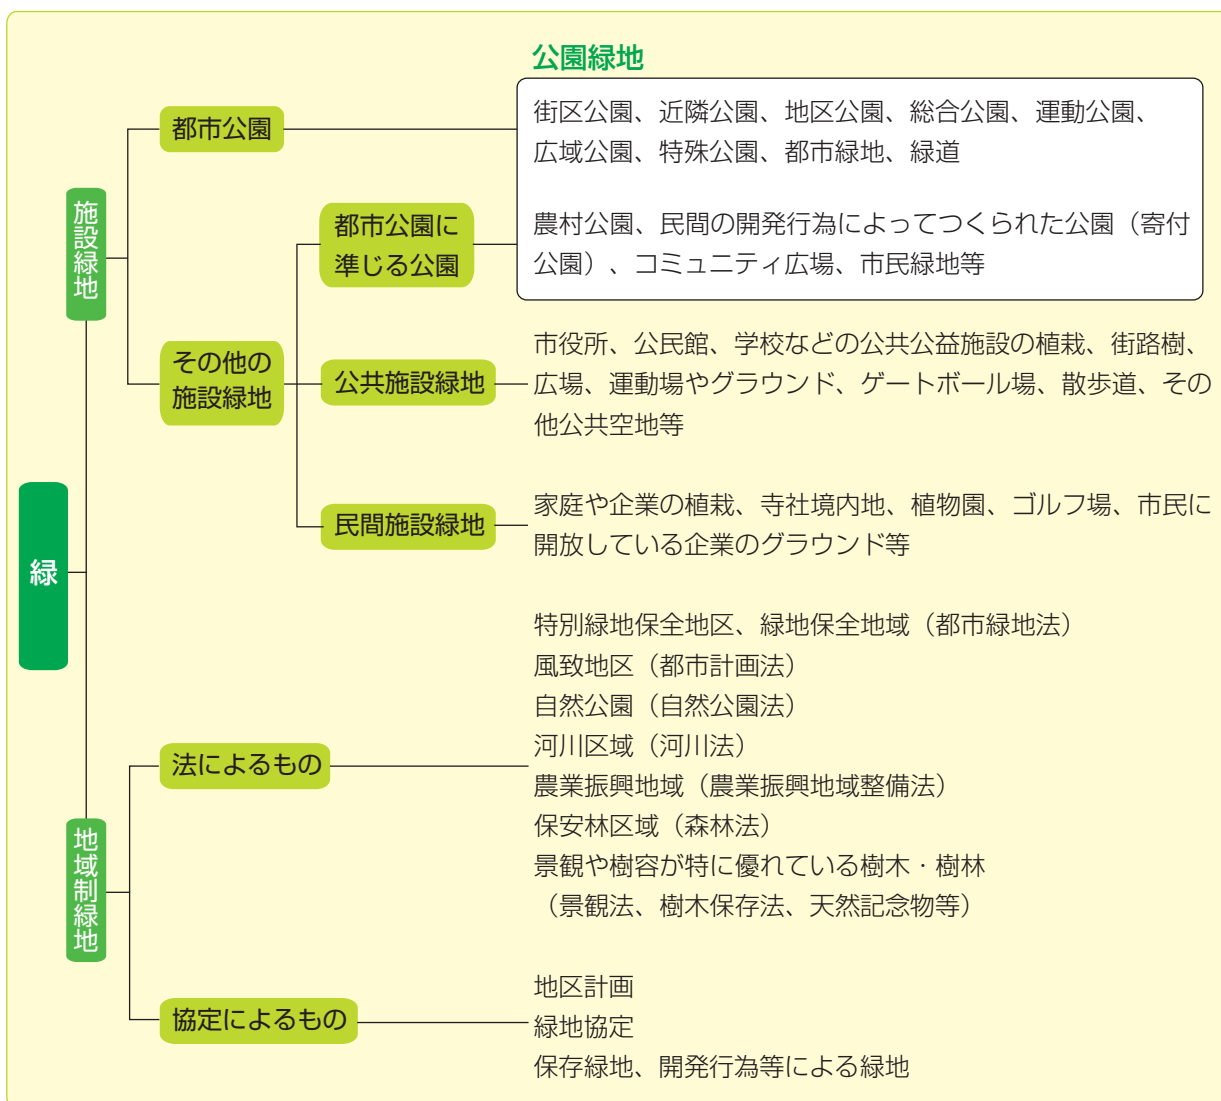 公園緑地
都市公園
街区公園、近隣公園、地区公園、総合公園、運動公園、
広域公園、特殊公園、都市緑地、緑道
施設緑地
都市公園に
準じる公園
農村公園、民間の開発行為によってつくられた公園（寄付
公園）、コミュニティ広場、市民緑地等
その他の
施設緑地
公共施設緑地
市役所、公民館、学校などの公共公益施設の植栽、街路樹、
広場、運動場やグラウンド、ゲートボール場、散歩道、その
他公共空地等
民間施設緑地
家庭や企業の植栽、寺社境内地、植物園、ゴルフ場、市民に
開放している企業のグラウンド等
緑
地域制緑地
法によるもの
特別緑地保全地区、緑地保全地域（都市緑地法）
風致地区（都市計画法）
自然公園（自然公園法）
河川区域（河川法）
農業振興地域（農業振興地域整備法）
保安林区域（森林法）
景観や樹容が特に優れている樹木・樹林
（景観法、樹木保存法、天然記念物等）
協定によるもの
地区計画
緑地協定
保存緑地、開発行為等による緑地